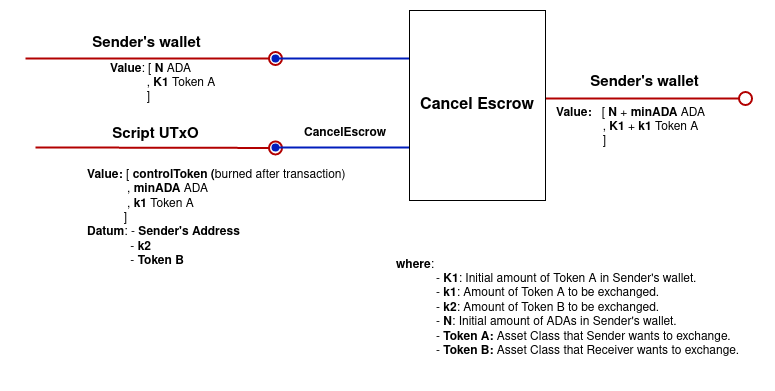 Sender's wallet
Value: [ N ADA
, K1 Token A
]
Script UTxO
CancelEscrow
Value: [ controlToken (burned after transaction)
, minADA ADA
, k1 Token A
]
Datum: - Sender's Address
- k2
- Token B
Cancel Escrow
Sender's wallet
Value: [ N + minADA ADA
, K1 + k1 Token A
]
where:
- K1: Initial amount of Token A in Sender's wallet.
- k1: Amount of Token A to be exchanged.
- k2: Amount of Token B to be exchanged.
- N: Initial amount of ADAs in Sender's wallet.
- Token A: Asset Class that Sender wants to exchange.
- Token B: Asset Class that Receiver wants to exchange.